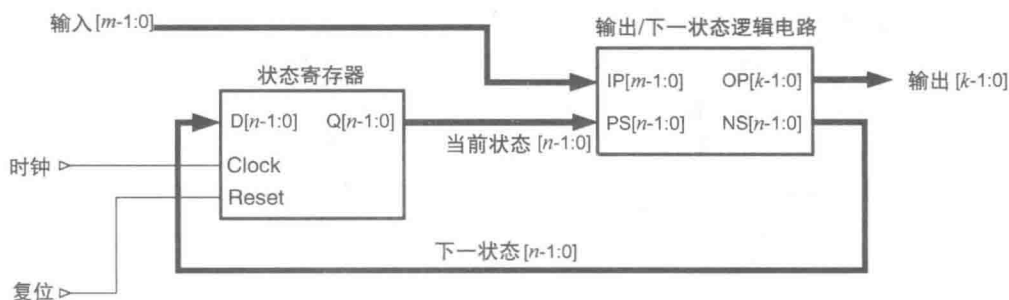 输入[m-1:0]
输出/下一状态逻辑电路
状态寄存器
IP[m-1:0] OP[k-1:0]
输出 [k-1:0]
D[n-1:0] Q[n-1:0]
PS[n-1:0] NS[n-1:0]
当前状态 [n-1:0]
时钟
Clock
Reset
下一状态[n-1:0]
复位